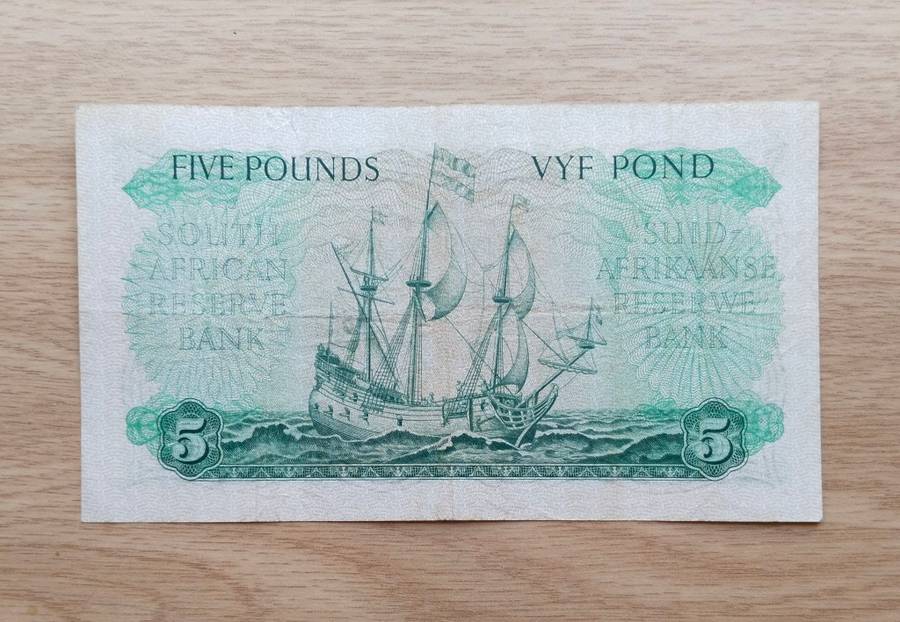 FIVE POUNDS
VYF POND
SOUTH
AFRICAN
RESERVE
BANK
SUID-
AFRIKAANSE
RESERWE
BANK
5
5